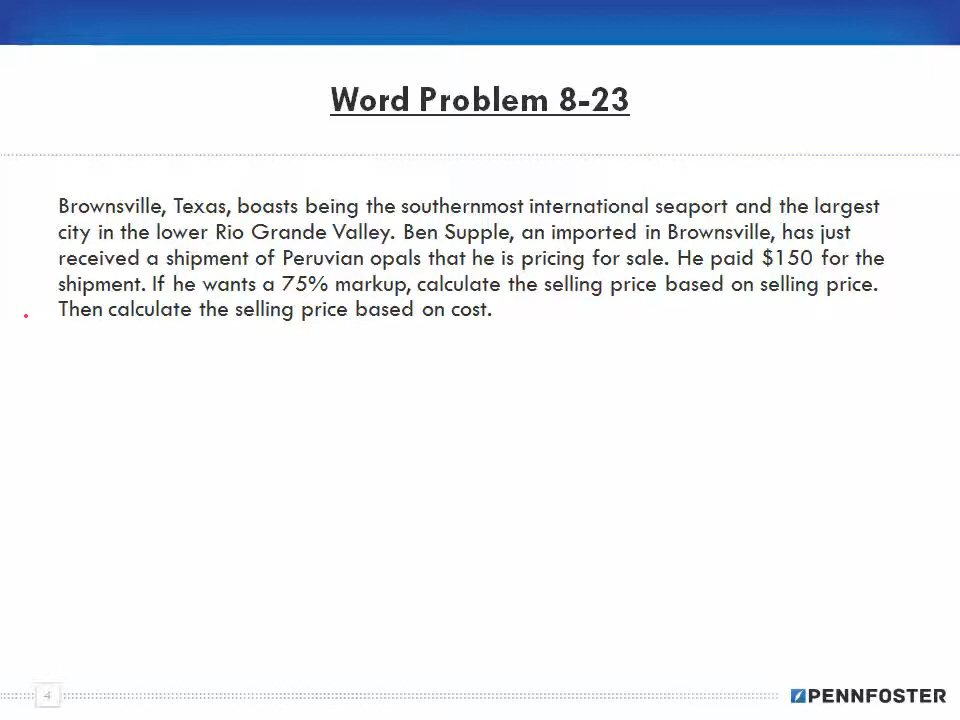 Word Problem 8-23
Brownsville, Texas, boasts being the southernmost international seaport and the largest
city in the lower Rio Grande Valley. Ben Supple, an imported in Brownsville, has just
received a shipment of Peruvian opals that he is pricing for sale. He paid $150 for the
shipment. If he wants a 75% markup, calculate the selling price based on selling price.
Then calculate the selling price based on cost.
4
PENNFOSTER